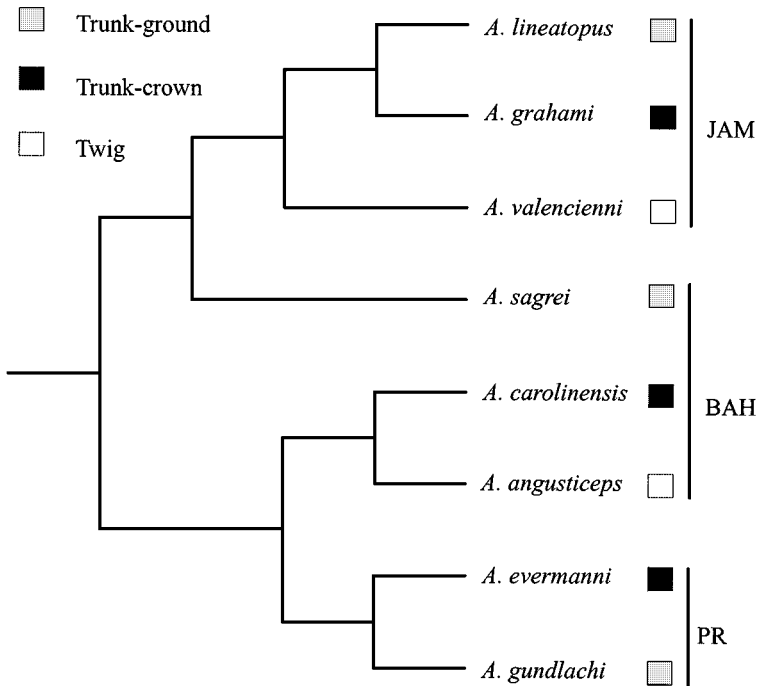 Trunk-ground
Trunk-crown
Twig
A. lineatopus
A. grahami
JAM
A. valencienni
A. sagrei
A. carolinensis
BAH
A. angusticeps
A. evermanni
PR
A. gundlachi